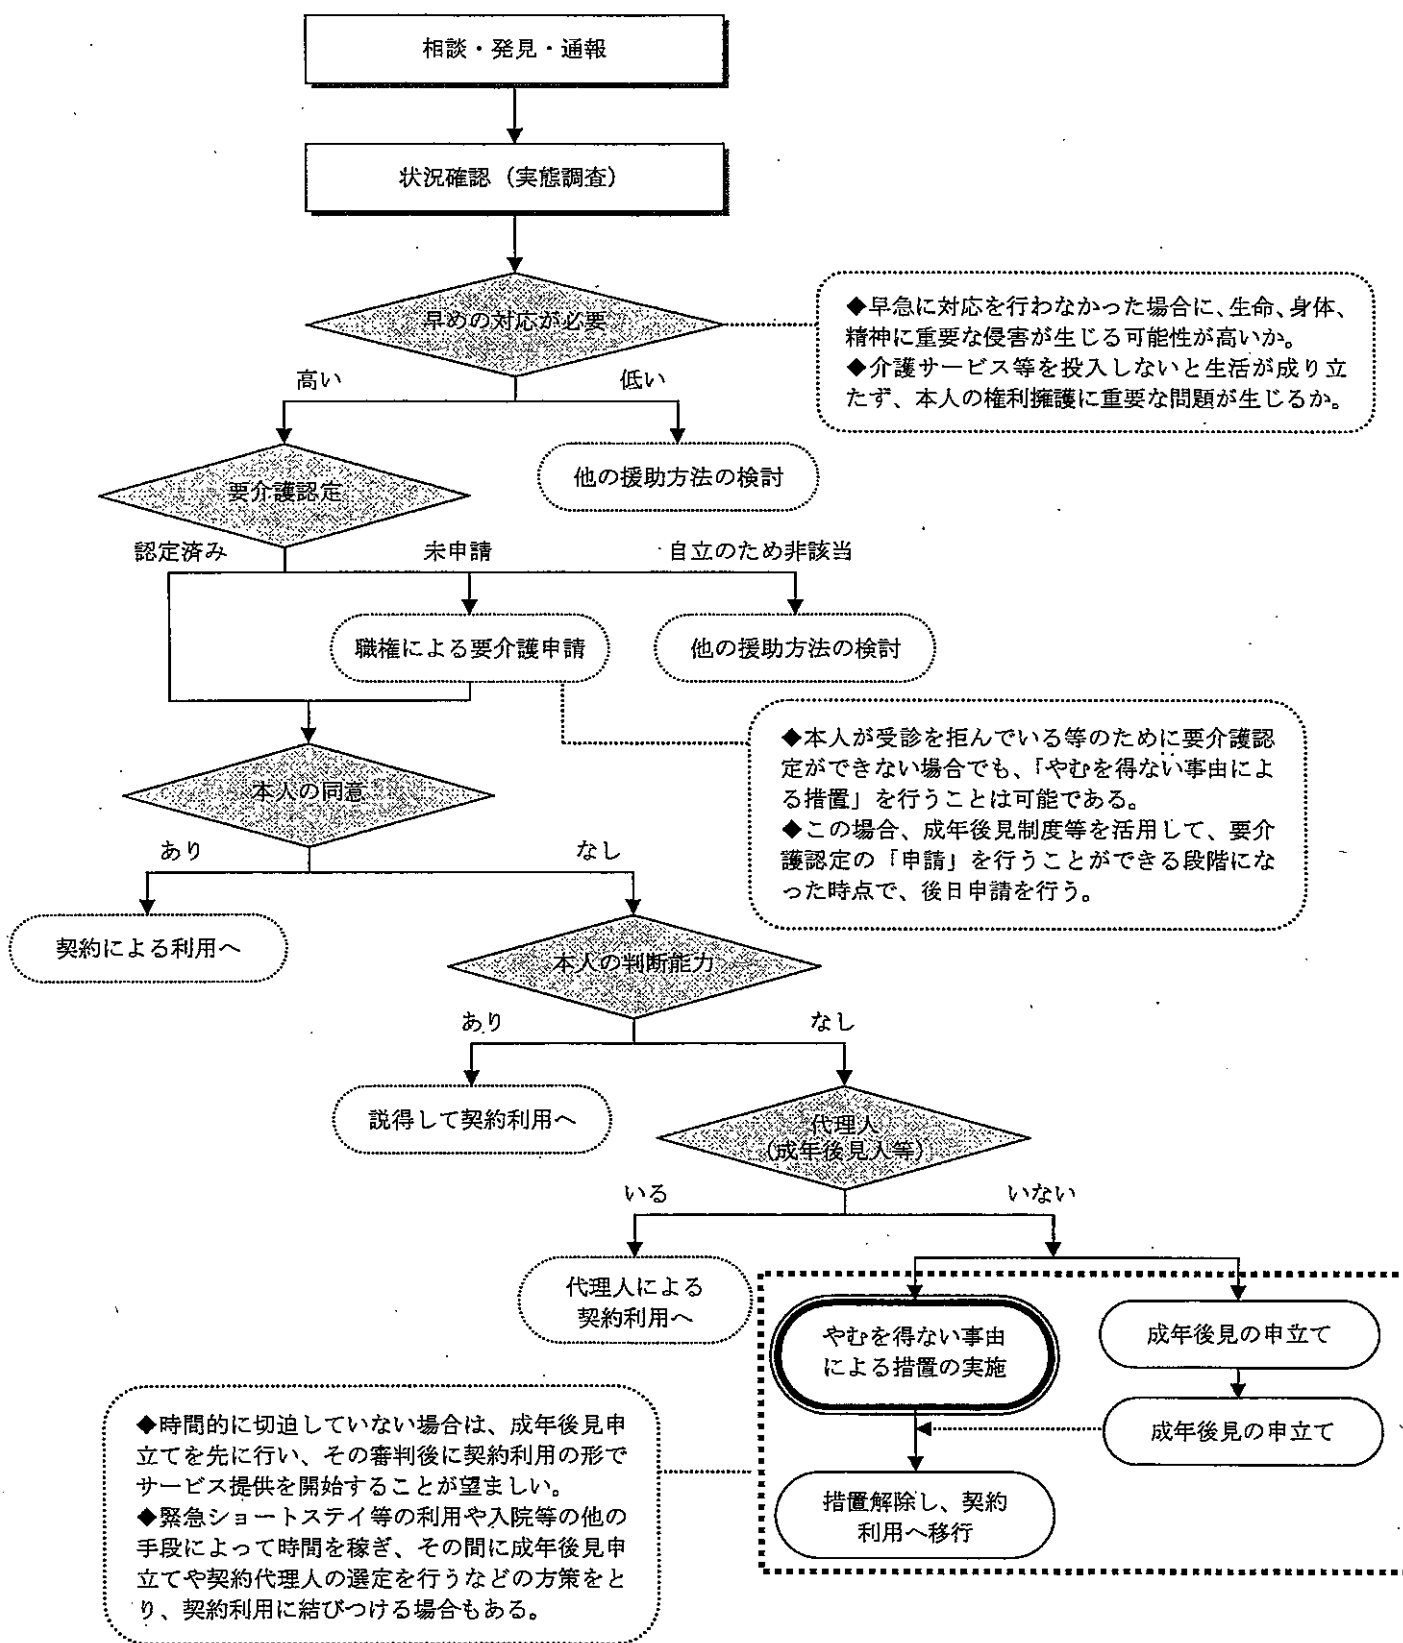 相談・発見・通報
状況確認（実態調査）
早めの対応が必要
◆早急に対応を行わなかった場合に、生命、身体、
精神に重要な侵害が生じる可能性が高いか。
◆介護サービス等を投入しないと生活が成り立
たず、本人の権利擁護に重要な問題が生じるか。
高い
低い
要介護認定
他の援助方法の検討
認定済み
未申請
自立のため非該当
職権による要介護申請
他の援助方法の検討
◆本人が受診を拒んでいる等のために要介護認
定ができない場合でも、「やむを得ない事由によ
る措置」を行うことは可能である。
◆この場合、成年後見制度等を活用して、要介
護認定の「申請」を行うことができる段階にな
った時点で、後日申請を行う。
本人の同意
あり
なし
契約による利用へ
本人の判断能力
あり
なし
説得して契約利用へ
代理人
（成年後見人等）
いる
いない
代理人による
契約利用へ
やむを得ない事由
による措置の実施
成年後見の申立て
成年後見の申立て
措置解除し、契約
利用へ移行
◆時間的に切迫していない場合は、成年後見申
立てを先に行い、その審判後に契約利用の形で
サービス提供を開始することが望ましい。
◆緊急ショートステイ等の利用や入院等の他の
手段によって時間を稼ぎ、その間に成年後見申
立てや契約代理人の選定を行うなどの方策をと
り、契約利用に結びつける場合もある。